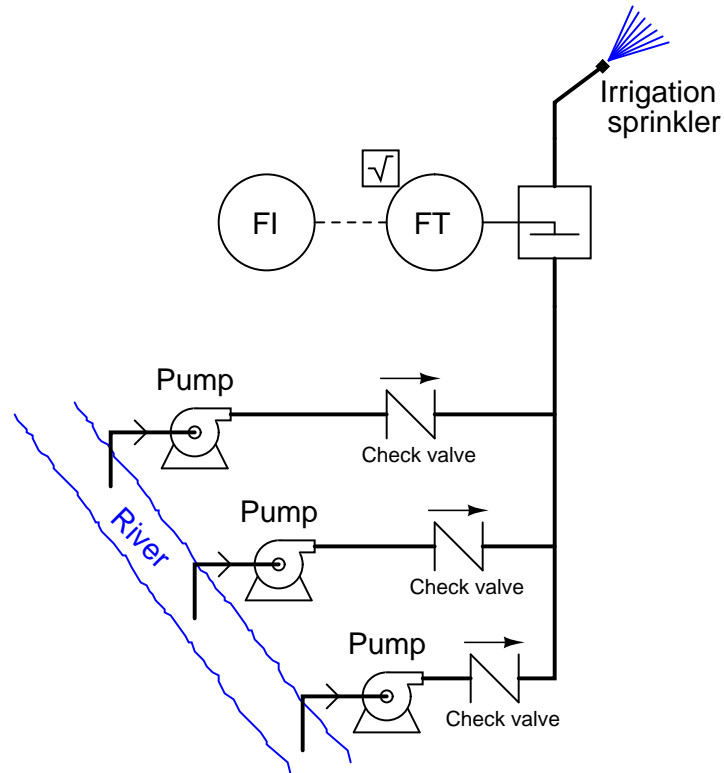 Irrigation
sprinkler
√
FI
FT
Pump
Check valve
River
Pump
Check valve
Pump
Check valve